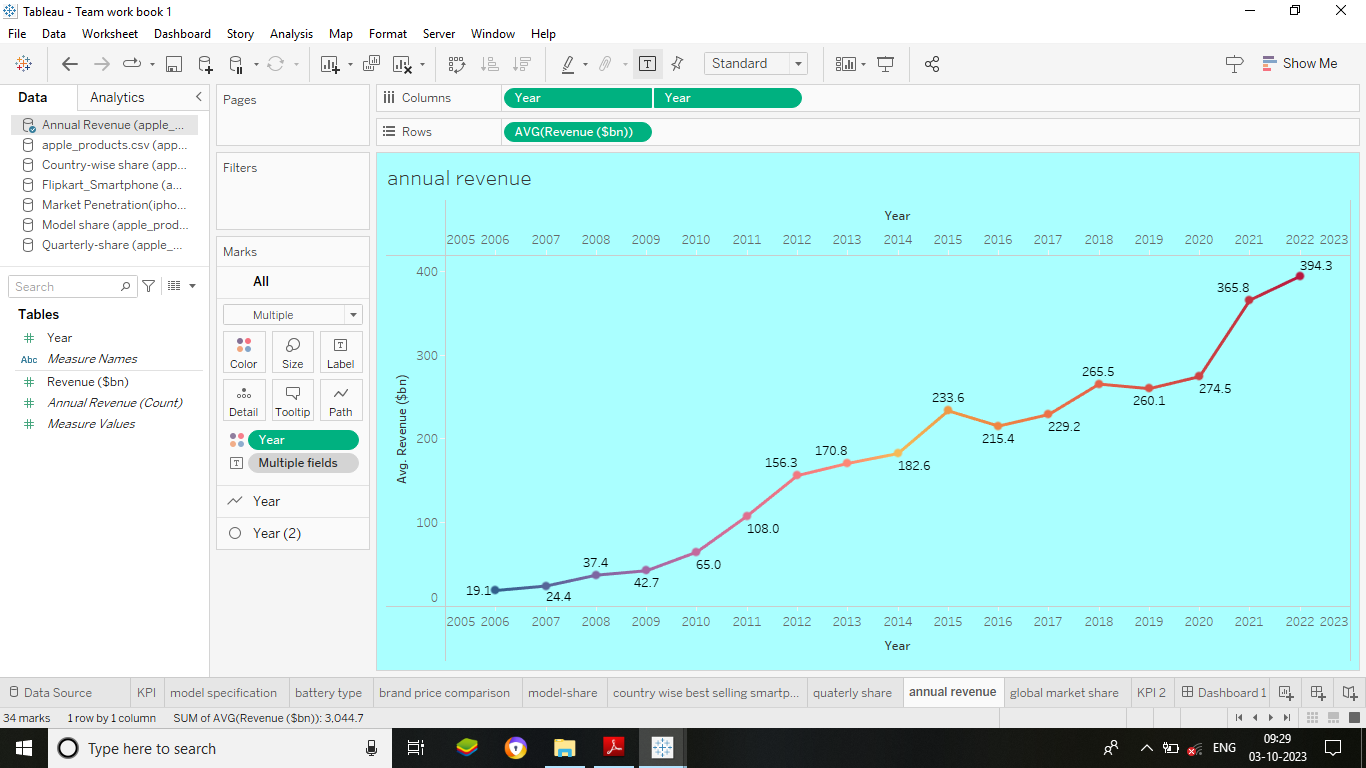 Tableau - Team work book 1
File Data Worksheet Dashboard Story Analysis Map Format Server Window Help
Standard
Show Me
Data Analytics
Annual Revenue (apple_...
apple_products.csv (app...
Country-wise share (app...
Flipkart_Smartphone (a...
Market Penetration(ipho...
Model share (apple_prod...
Quarterly-share (apple_...
Search
Tables
Year
Abc Measure Names
Revenue ($bn)
Annual Revenue (Count)
Measure Values
Pages
Filters
Marks
All
Multiple
Color Size Label
Detail Tooltip Path
Year
Multiple fields
Year
Year (2)
Columns Year Year
Rows AVG(Revenue ($bn))
annual revenue
Year
2005 2006 2007 2008 2009 2010 2011 2012 2013 2014 2015 2016 2017 2018 2019 2020 2021 2022 2023
Avg. Revenue ($bn)
400
300
200
100
0
19.1
24.4
37.4
42.7
65.0
108.0
156.3
170.8
182.6
233.6
215.4
229.2
265.5
260.1
274.5
365.8
394.3
2005 2006 2007 2008 2009 2010 2011 2012 2013 2014 2015 2016 2017 2018 2019 2020 2021 2022 2023
Year
Data Source KPI model specification battery type brand price comparison model-share country wise best selling smartp... quaterly share annual revenue global market share KPI 2 Dashboard 1
34 marks 1 row by 1 column SUM of AVG(Revenue ($bn)): 3,044.7
Type here to search
ENG
09:29
03-10-2023